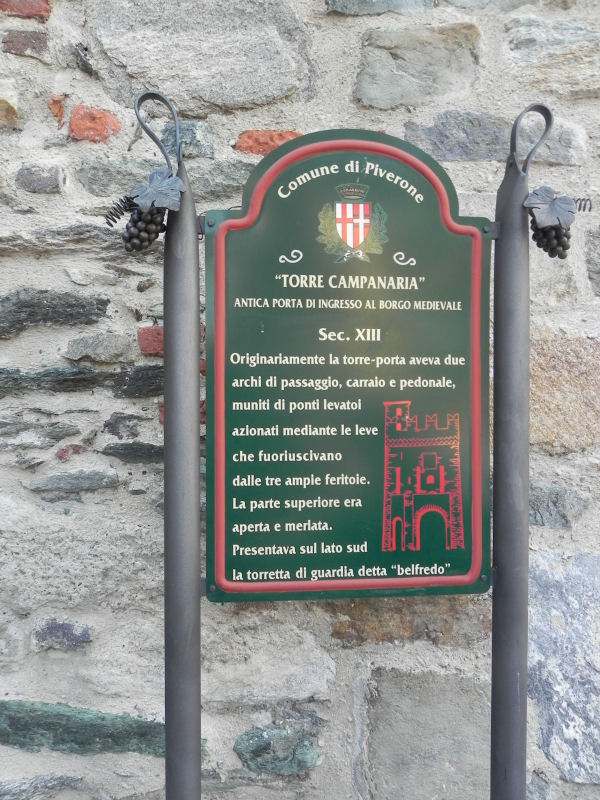 Comune di Piverone
"TORRE CAMPANARIA"
ANTICA PORTA DI INGRESSO AL BORGO MEDIEVALE
Sec. XIII
Originariamente la torre-porta aveva due
archi di passaggio, carraio e pedonale,
muniti di ponti levatoi
azionati mediante le leve
che fuoriuscivano
dalle tre ampie feritoie.
La parte superiore era
aperta e merlata.
Presentava sul lato sud
la torretta di guardia detta "belfredo"